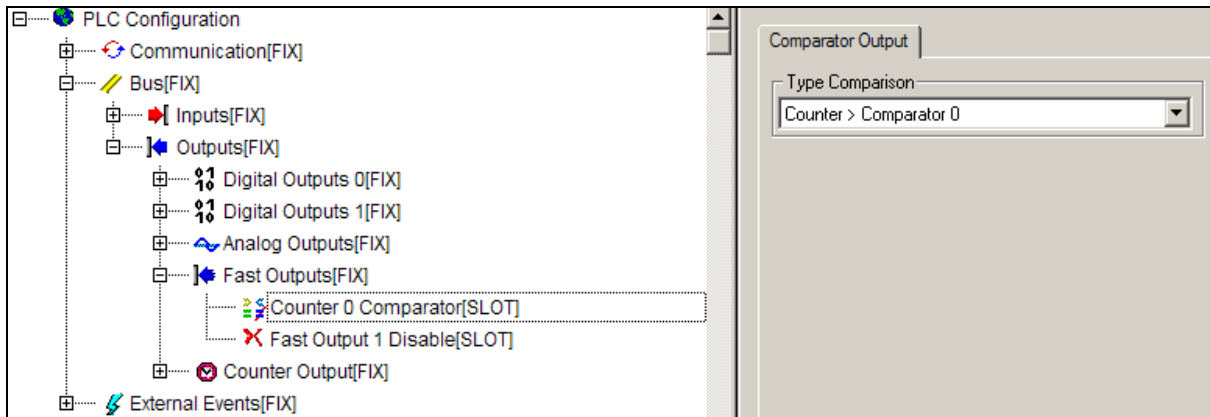 PLC Configuration
Communication[FIX]
Bus[FIX]
Inputs[FIX]
Outputs[FIX]
Digital Outputs 0[FIX]
Digital Outputs 1[FIX]
Analog Outputs[FIX]
Fast Outputs[FIX]
Counter 0 Comparator[SLOT]
Fast Output 1 Disable[SLOT]
Counter Output[FIX]
External Events[FIX]
Comparator Output
Type Comparison
Counter > Comparator 0